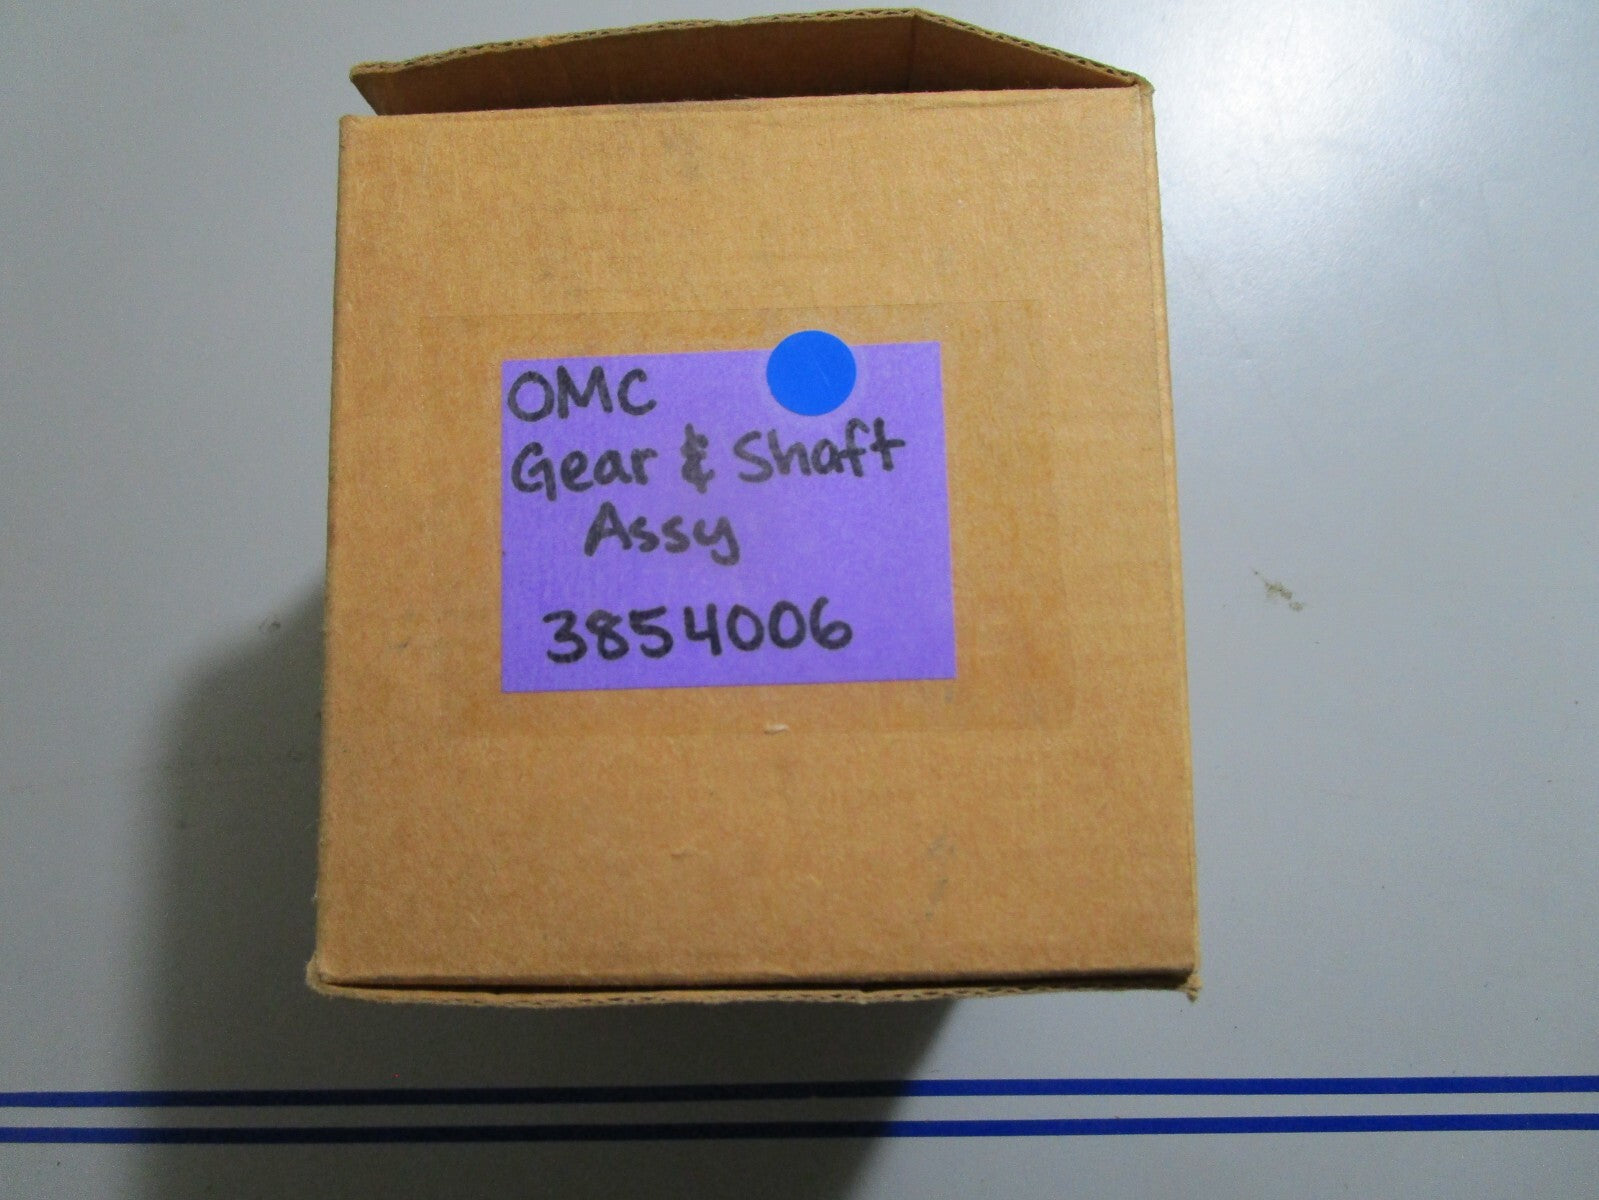 OMC
Gear & Shaft
Assy
3854006